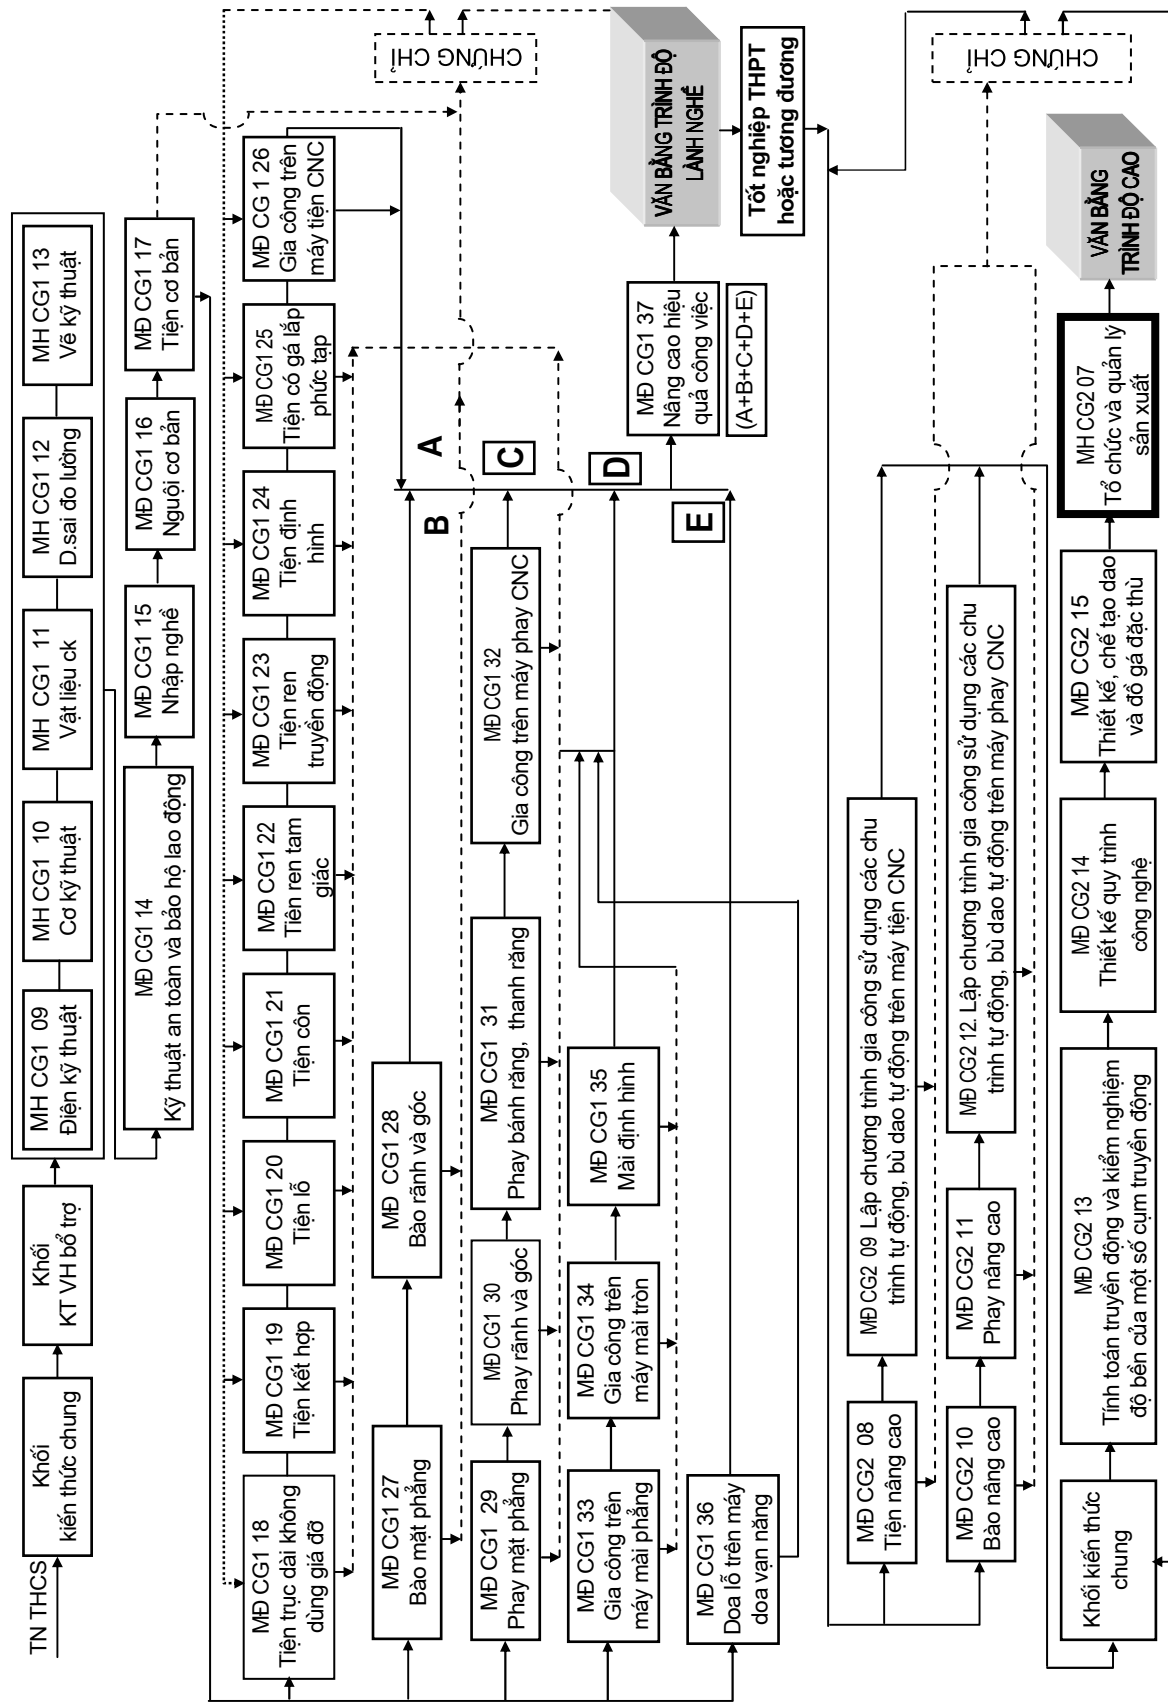 TN THCS
Khối
kiến thức chung
Khối
KT VH bổ trợ
MH CG1 09
Điện kỹ thuật
MH CG1 10
Cơ kỹ thuật
MH CG1 11
Vật liệu ck
MH CG1 12
D.sai đo lường
MH CG1 13
Vẽ kỹ thuật
MĐ CG1 14
Kỹ thuật an toàn và bảo hộ lao động
MĐ CG1 15
Nhập nghề
MĐ CG1 16
Nguội cơ bản
MĐ CG1 17
Tiện cơ bản
MĐ CG1 18
Tiện trục dài không
dùng giá đỡ
MĐ CG1 19
Tiện kết hợp
MĐ CG1 20
Tiện lỗ
MĐ CG1 21
Tiện côn
MĐ CG1 22
Tiện ren tam
giác
MĐ CG1 23
Tiện ren
truyền động
MĐ CG1 24
Tiện định
hình
MĐ CG1 25
Tiện có gá lắp
phức tạp
MĐ CG 1 26
Gia công trên
máy tiện CNC
CHỨNG CHỈ
MĐ CG1 27
Bào mặt phẳng
MĐ CG1 28
Bào rãnh và góc
B
A
MĐ CG1 29
Phay mặt phẳng
MĐ CG1 30
Phay rãnh và góc
MĐ CG1 31
Phay bánh răng, thanh răng
MĐ CG1 32
Gia công trên máy phay CNC
C
MĐ CG1 33
Gia công trên
máy mài phẳng
MĐ CG1 34
Gia công trên
máy mài tròn
MĐ CG1 35
Mài định hình
D
MĐ CG1 36
Doa lỗ trên máy
doa vạn năng
E
MĐ CG1 37
Nâng cao hiệu
quả công việc
(A+B+C+D+E)
VĂN BẰNG TRÌNH ĐỘ
LÀNH NGHỀ
Tốt nghiệp THPT
hoặc tương đương
MĐ CG2 08
Tiện nâng cao
MĐ CG2 09 Lập chương trình gia công sử dụng các chu
trình tự động, bù dao tự động trên máy tiện CNC
CHỨNG CHỈ
MĐ CG2 10
Bào nâng cao
MĐ CG2 11
Phay nâng cao
MĐ CG2 12. Lập chương trình gia công sử dụng các chu
trình tự động, bù dao tự động trên máy phay CNC
Khối kiến thức
chung
MĐ CG2 13
Tính toán truyền động và kiểm nghiệm
độ bền của một số cụm truyền động
MĐ CG2 14
Thiết kế quy trình
công nghệ
MĐ CG2 15
Thiết kế, chế tạo dao
và đồ gá đặc thù
MH CG2 07
Tổ chức và quản lý
sản xuất
VĂN BẰNG
TRÌNH ĐỘ CAO